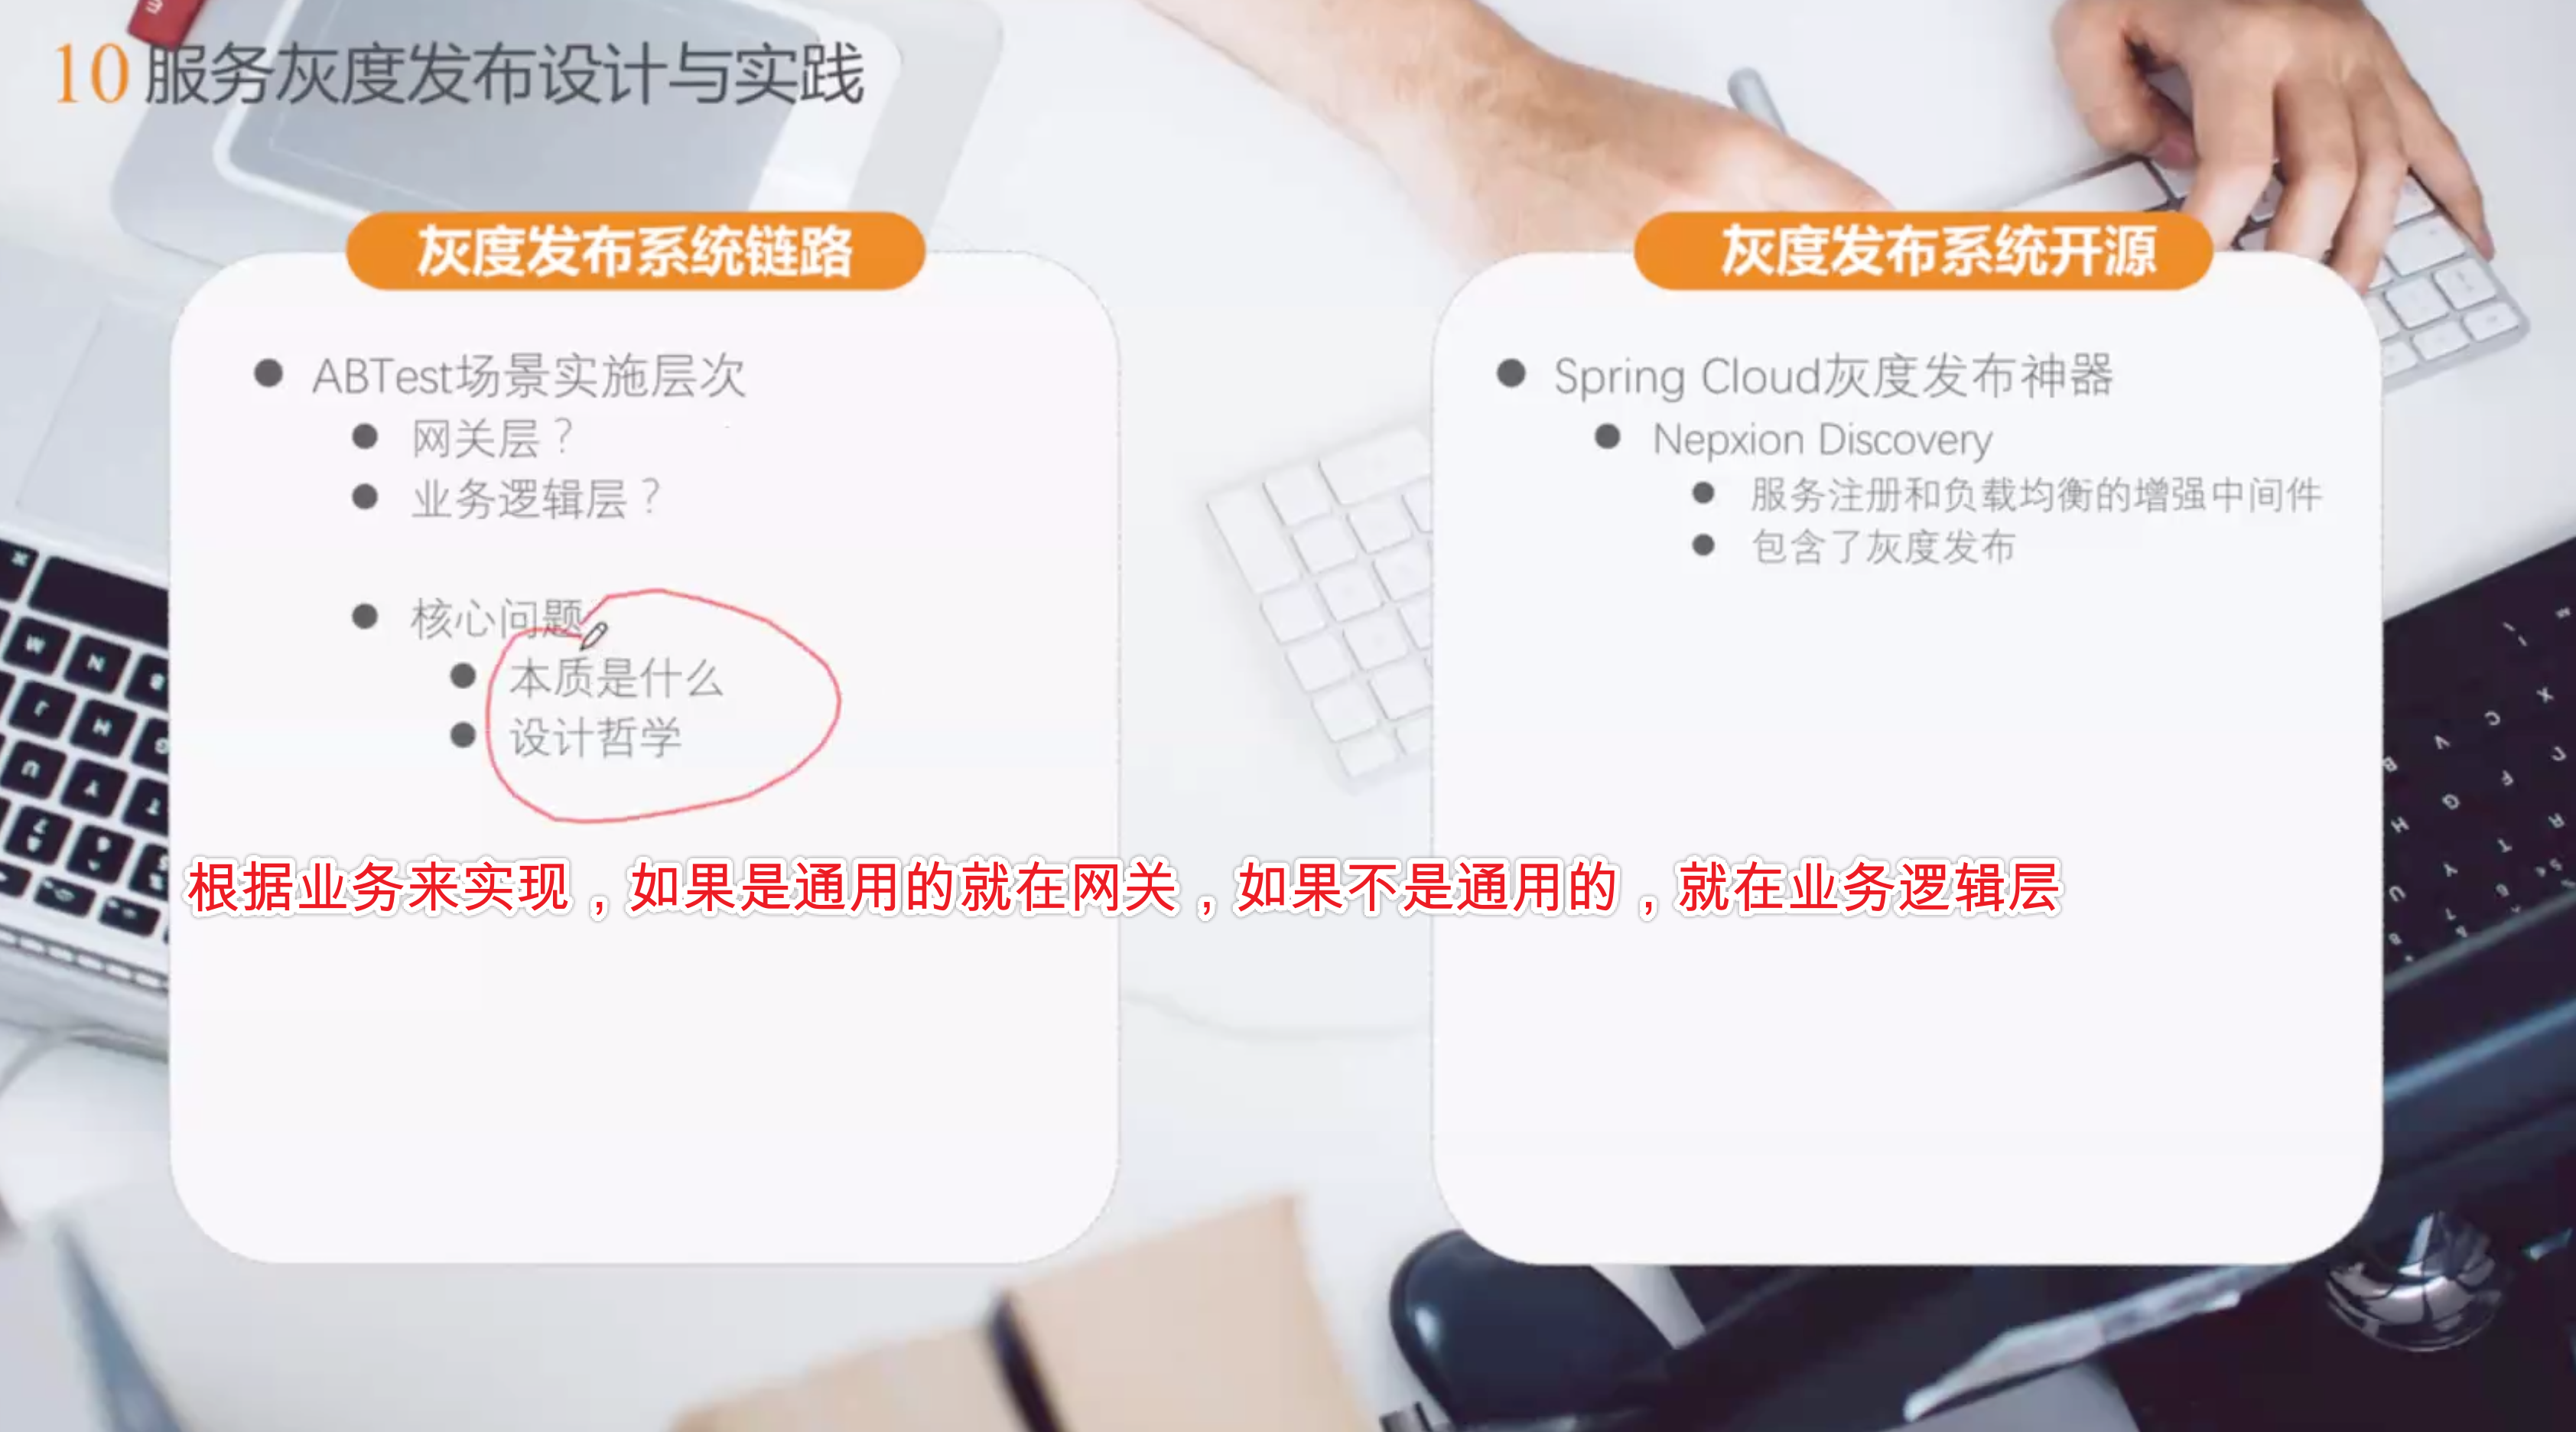 10 服务灰度发布设计与实践
灰度发布系统链路
ABTest场景实施层次
网关层？
业务逻辑层？
核心问题
本质是什么
设计哲学
灰度发布系统开源
Spring Cloud灰度发布神器
Nepxion Discovery
服务注册和负载均衡的增强中间件
包含了灰度发布
根据业务来实现，如果是通用的就在网关，如果不是通用的，就在业务逻辑层